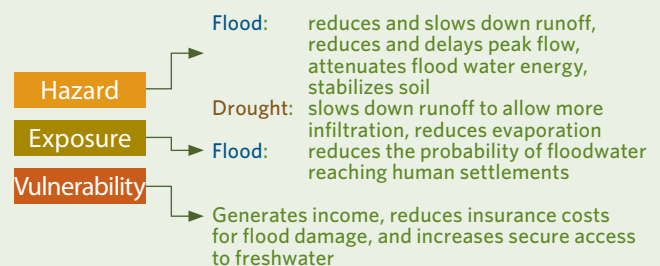 Hazard
Flood: reduces and slows down runoff,
reduces and delays peak flow,
attenuates flood water energy,
stabilizes soil
Drought: slows down runoff to allow more
infiltration, reduces evaporation
Exposure
Flood: reduces the probability of floodwater
reaching human settlements
Vulnerability
Generates income, reduces insurance costs
for flood damage, and increases secure access
to freshwater